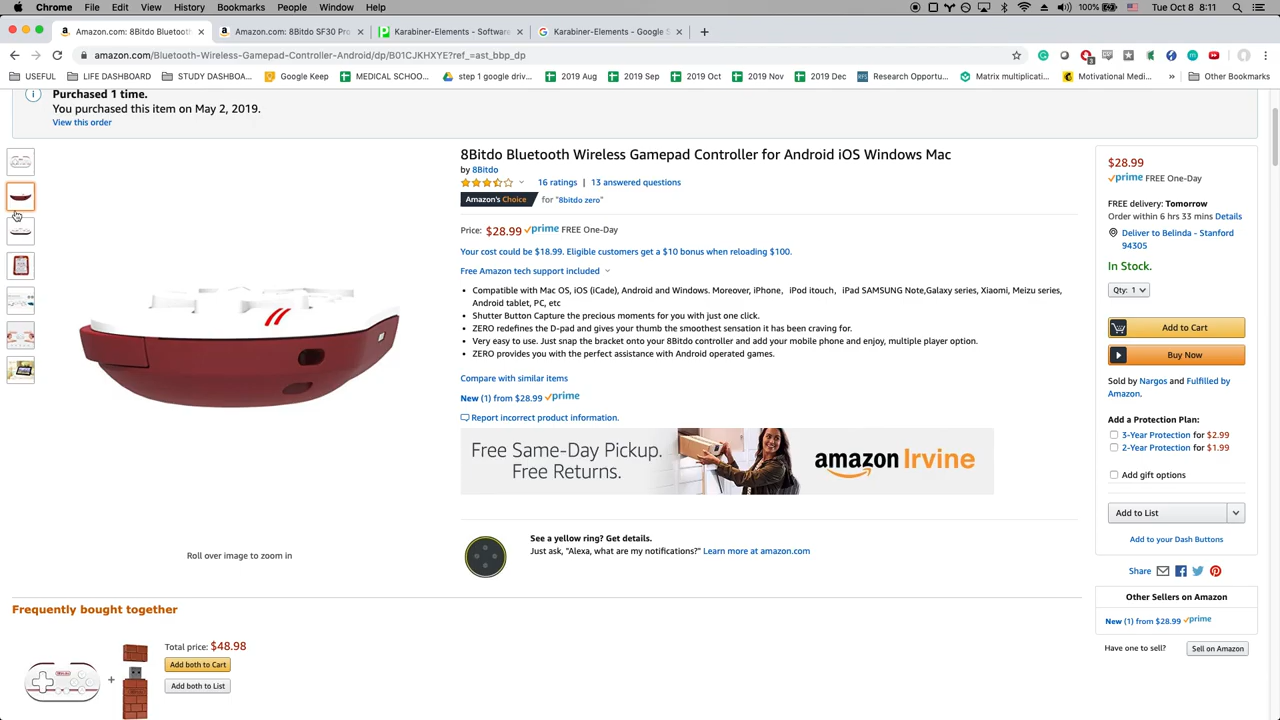 Chrome File Edit View History Bookmarks People Window Help 100% Tue Oct 8 8:11
Amazon.com: 8Bitdo Bluetooth Amazon.com: 8Bitdo SF30 Pro Karabiner-Elements - Software Karabiner-Elements - Google S
amazon.com/Bluetooth-Wireless-Gamepad-Controller-Android/dp/B01CJKHXYE?ref_=ast_bbp_dp
USEFUL LIFE DASHBOARD STUDY DASHBOA... Google Keep MEDICAL SCHOO... step 1 google driv... 2019 Aug 2019 Sep 2019 Oct 2019 Nov 2019 Dec Research Opportu... Matrix multiplicati... Motivational Medi... » Other Bookmarks
Purchased 1 time.
You purchased this item on May 2, 2019.
View this order
8Bitdo Bluetooth Wireless Gamepad Controller for Android iOS Windows Mac
by 8Bitdo
16 ratings | 13 answered questions
Amazon's Choice for "8bitdo zero"
Price: $28.99 prime FREE One-Day
Your cost could be $18.99. Eligible customers get a $10 bonus when reloading $100.
Free Amazon tech support included
Compatible with Mac OS, iOS (iCade), Android and Windows. Moreover, iPhone， iPod itouch， iPad SAMSUNG Note,Galaxy series, Xiaomi, Meizu series,
Android tablet, PC, etc
Shutter Button Capture the precious moments for you with just one click.
ZERO redefines the D-pad and gives your thumb the smoothest sensation it has been craving for.
Very easy to use. Just snap the bracket onto your 8Bitdo controller and add your mobile phone and enjoy, multiple player option.
ZERO provides you with the perfect assistance with Android operated games.
Compare with similar items
New (1) from $28.99 prime
Report incorrect product information.
Free Same-Day Pickup.
Free Returns.
amazon Irvine
See a yellow ring? Get details.
Just ask, "Alexa, what are my notifications?" Learn more at amazon.com
Roll over image to zoom in
$28.99
prime FREE One-Day
FREE delivery: Tomorrow
Order within 6 hr 33 mins Details
Deliver to Belinda - Stanford
94305
In Stock.
Qty: 1
Add to Cart
Buy Now
Sold by Nargos and Fulfilled by
Amazon.
Add a Protection Plan:
3-Year Protection for $2.99
2-Year Protection for $1.99
Add gift options
Add to List
Add to your Dash Buttons
Share
Other Sellers on Amazon
New (1) from $28.99 prime
Have one to sell? Sell on Amazon
Frequently bought together
Total price: $48.98
Add both to Cart
+
Add both to List